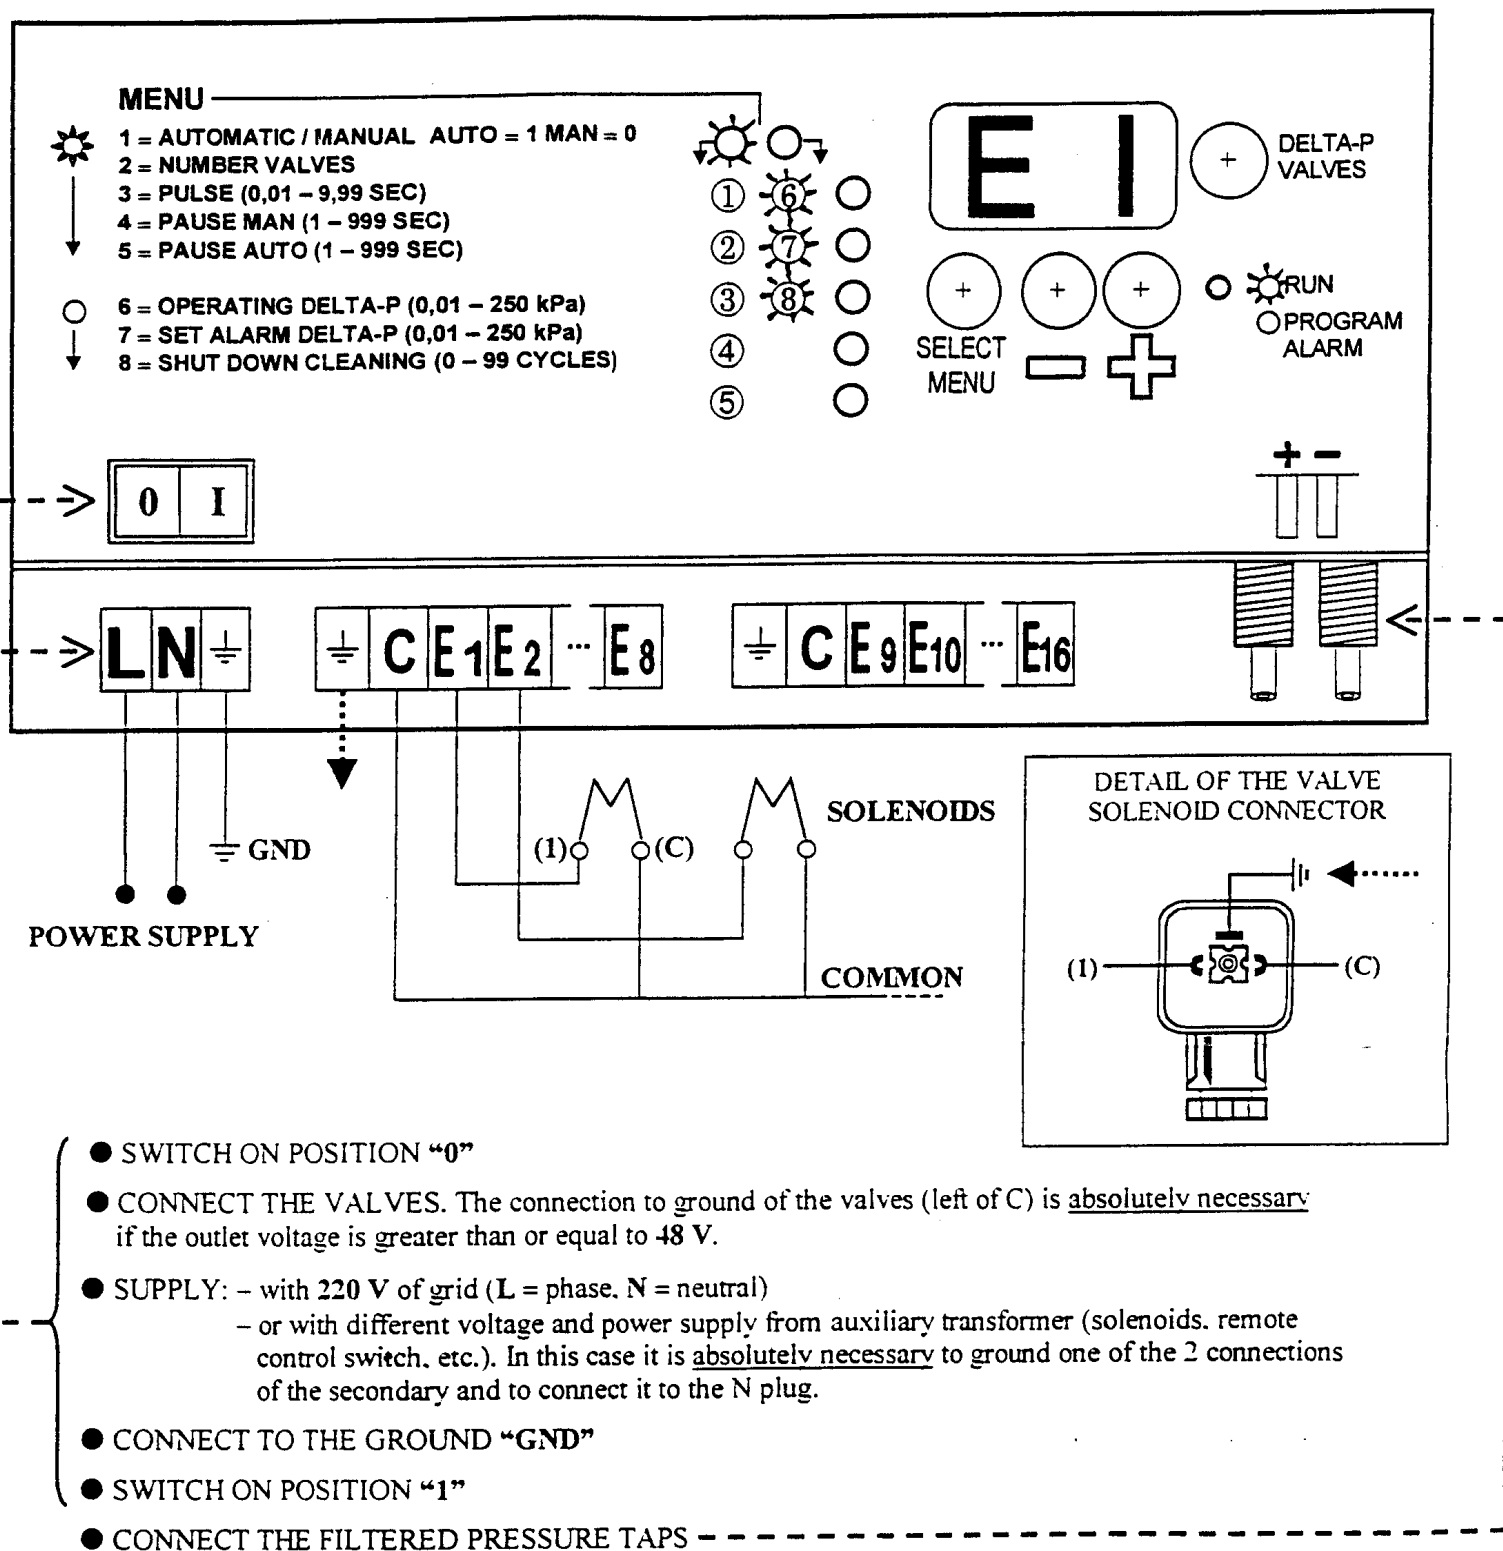 MENU
1 = AUTOMATIC / MANUAL AUTO = 1 MAN = 0
2 = NUMBER VALVES
3 = PULSE (0,01 – 9,99 SEC)
4 = PAUSE MAN (1 – 999 SEC)
5 = PAUSE AUTO (1 – 999 SEC)
6 = OPERATING DELTA-P (0,01 – 250 kPa)
7 = SET ALARM DELTA-P (0,01 – 250 kPa)
8 = SHUT DOWN CLEANING (0 – 99 CYCLES)
① ⑥
② ⑦
③ ⑧
④
⑤
E I
+ DELTA-P
VALVES
+ + +
SELECT
MENU
RUN
PROGRAM
ALARM
+ –
0 I
L N
C E1 E2 ... E8
C E9 E10 ... E16
GND
POWER SUPPLY
(1) (C)
SOLENOIDS
COMMON
DETAIL OF THE VALVE
SOLENOID CONNECTOR
(1) (C)
● SWITCH ON POSITION “0”
● CONNECT THE VALVES. The connection to ground of the valves (left of C) is absolutely necessary
if the outlet voltage is greater than or equal to 48 V.
● SUPPLY: – with 220 V of grid (L = phase, N = neutral)
– or with different voltage and power supply from auxiliary transformer (solenoids, remote
control switch, etc.). In this case it is absolutely necessary to ground one of the 2 connections
of the secondary and to connect it to the N plug.
● CONNECT TO THE GROUND “GND”
● SWITCH ON POSITION “1”
● CONNECT THE FILTERED PRESSURE TAPS